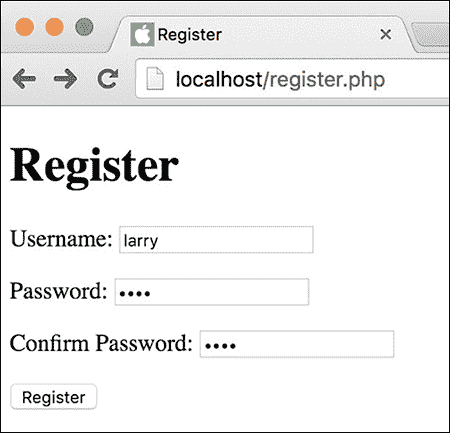 Register
localhost/register.php
Register
Username: larry
Password: ••••
Confirm Password: ••••
Register